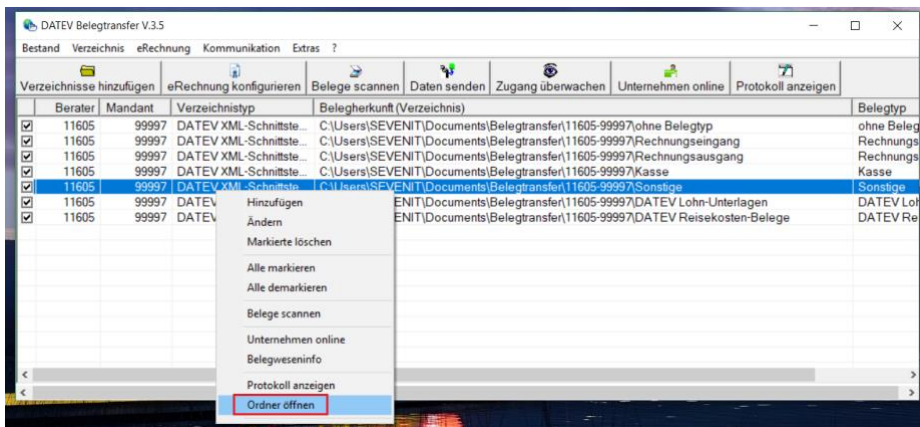 DATEV Belegtransfer V.3.5
Bestand Verzeichnis eRechnung Kommunikation Extras ?
Verzeichnisse hinzufügen eRechnung konfigurieren Belege scannen Daten senden Zugang überwachen Unternehmen online Protokoll anzeigen
Berater Mandant Verzeichnistyp Belegherkunft (Verzeichnis) Belegtyp
11605 99997 DATEV XML-Schnittste... C:\Users\SEVENIT\Documents\Belegtransfer\11605-99997\ohne Belegtyp ohne Beleg
11605 99997 DATEV XML-Schnittste... C:\Users\SEVENIT\Documents\Belegtransfer\11605-99997\Rechnungseingang Rechnungs
11605 99997 DATEV XML-Schnittste... C:\Users\SEVENIT\Documents\Belegtransfer\11605-99997\Rechnungsausgang Rechnungs
11605 99997 DATEV XML-Schnittste... C:\Users\SEVENIT\Documents\Belegtransfer\11605-99997\Kasse Kasse
11605 99997 DATEV XML-Schnittste... C:\Users\SEVENIT\Documents\Belegtransfer\11605-99997\Sonstige Sonstige
11605 99997 DATEV ENIT\Documents\Belegtransfer\11605-99997\DATEV Lohn-Unterlagen DATEV Loh
11605 99997 DATEV ENIT\Documents\Belegtransfer\11605-99997\DATEV Reisekosten-Belege DATEV Re
Hinzufügen
Ändern
Markierte löschen
Alle markieren
Alle demarkieren
Belege scannen
Unternehmen online
Belegweseninfo
Protokoll anzeigen
Ordner öffnen